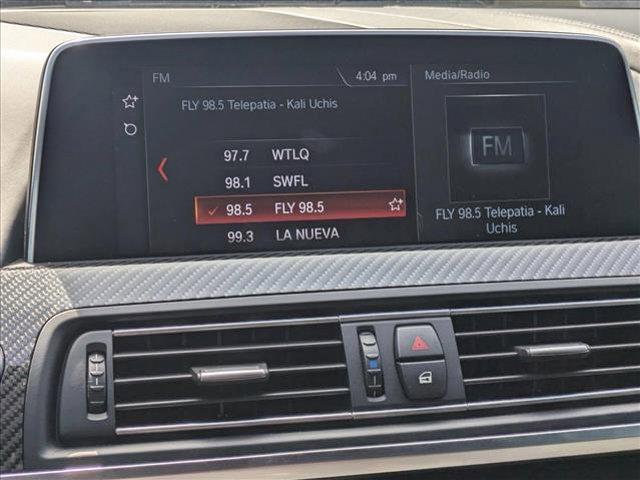 FM
4:04 pm
Media/Radio
FLY 98.5 Telepatia - Kali Uchis
97.7 WTLQ
98.1 SWFL
98.5 FLY 98.5
99.3 LA NUEVA
FM
FLY 98.5 Telepatia - Kali
Uchis